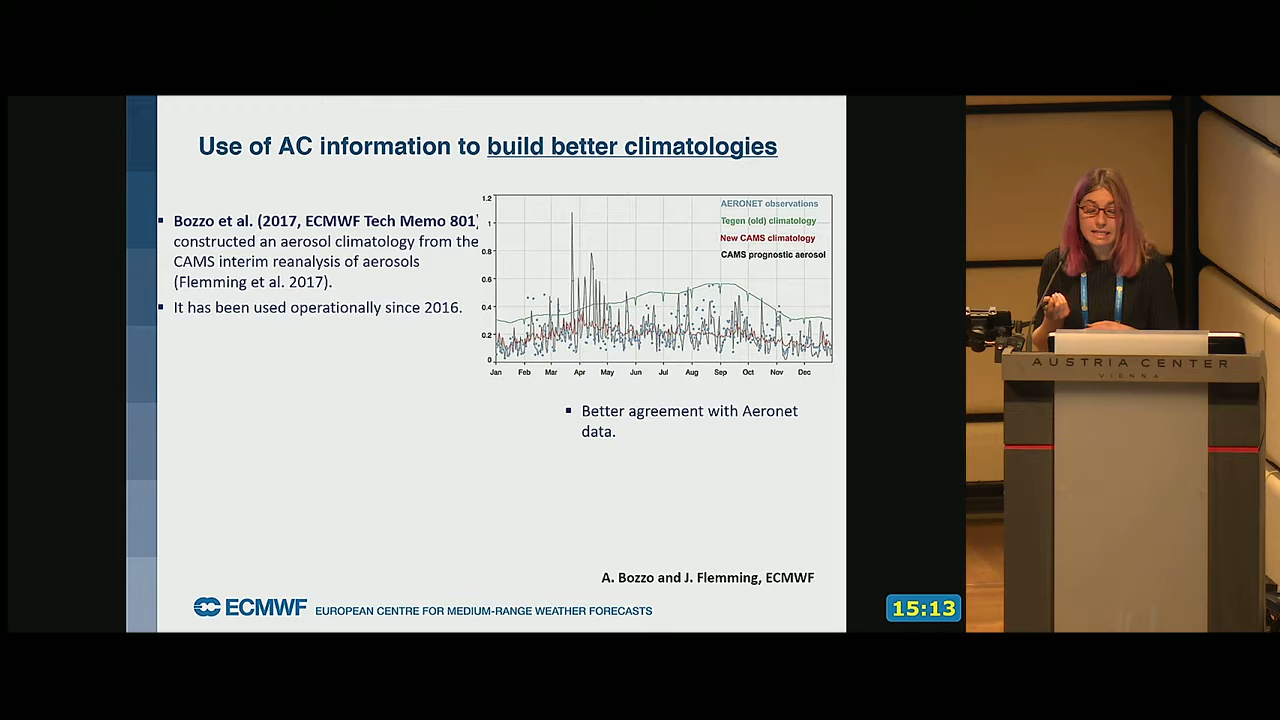 Use of AC information to build better climatologies
▪ Bozzo et al. (2017, ECMWF Tech Memo 801)
constructed an aerosol climatology from the
CAMS interim reanalysis of aerosols
(Flemming et al. 2017).
▪ It has been used operationally since 2016.
1.2
1
0.8
0.6
0.4
0.2
0
AERONET observations
Tegen (old) climatology
New CAMS climatology
CAMS prognostic aerosol
Jan Feb Mar Apr May Jun Jul Aug Sep Oct Nov Dec
▪ Better agreement with Aeronet
data.
A. Bozzo and J. Flemming, ECMWF
ECMWF EUROPEAN CENTRE FOR MEDIUM-RANGE WEATHER FORECASTS
15:13
AUSTRIA CENTER
VIENNA